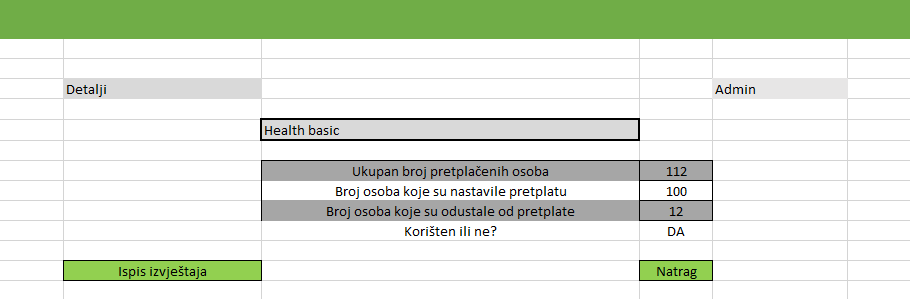 Detalji
Admin
Health basic
Ukupan broj pretplačenih osoba 112
Broj osoba koje su nastavile pretplatu 100
Broj osoba koje su odustale od pretplate 12
Korišten ili ne? DA
Ispis izvještaja
Natrag